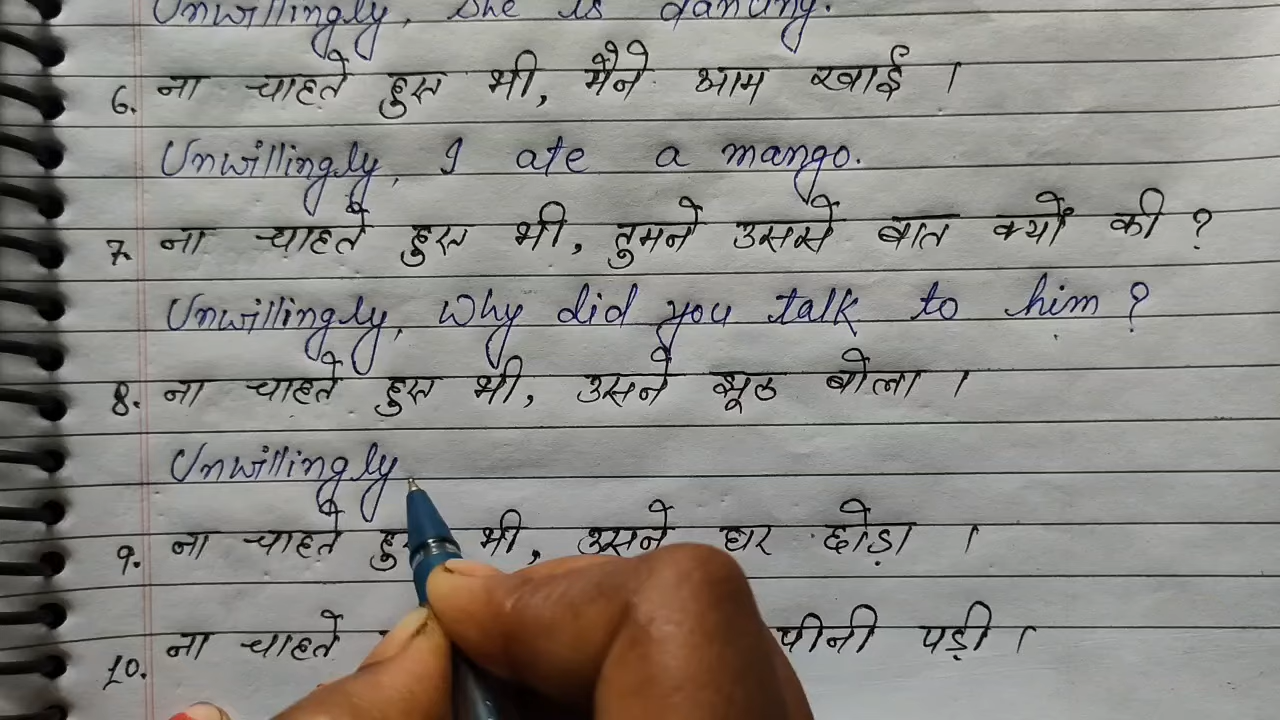 Unwillingly, she is dancing.
6. ना चाहते हुए भी, मैने आम खाई ।
Unwillingly, I ate a mango.
7. ना चाहते हुए भी, तुमने उससे बात क्यों की ?
Unwillingly, Why did you talk to him ?
8. ना चाहते हुए भी, उसने झूठ बोला ।
Unwillingly
9. ना चाहते भी, उसने घर छोड़ा ।
10. ना चाहते पीनी पड़ी ।